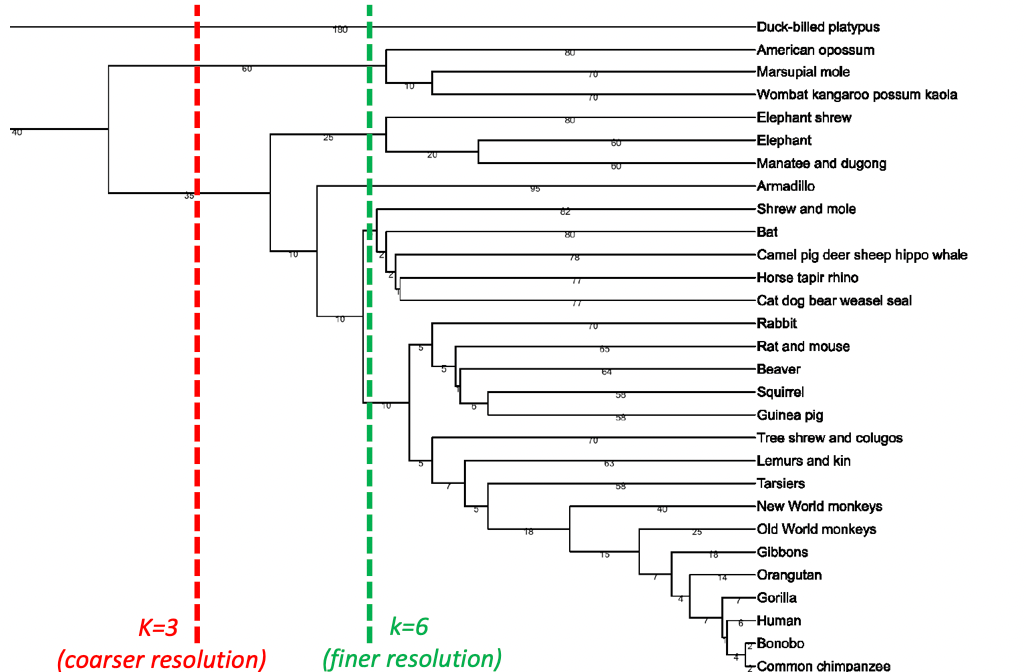 180
Duck-billed platypus
80
American opossum
60
70
Marsupial mole
10
70
Wombat kangaroo possum kaola
80
Elephant shrew
40
25
60
Elephant
20
60
Manatee and dugong
35
95
Armadillo
82
Shrew and mole
80
Bat
10
2
78
Camel pig deer sheep hippo whale
2
77
Horse tapir rhino
1
77
Cat dog bear weasel seal
10
70
Rabbit
5
65
Rat and mouse
5
64
Beaver
1
58
Squirrel
10
6
58
Guinea pig
70
Tree shrew and colugos
5
63
Lemurs and kin
7
58
Tarsiers
5
40
New World monkeys
18
25
Old World monkeys
15
18
Gibbons
7
14
Orangutan
4
7
Gorilla
7
6
Human
1
2
Bonobo
4
2
Common chimpanzee
K=3
(coarser resolution)
k=6
(finer resolution)